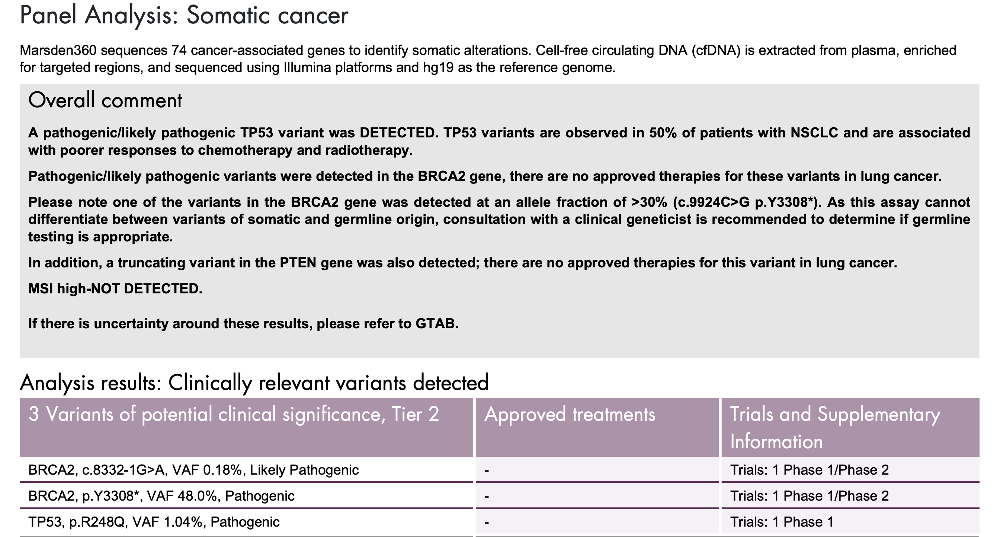 Panel Analysis: Somatic cancer
Marsden360 sequences 74 cancer-associated genes to identify somatic alterations. Cell-free circulating DNA (cfDNA) is extracted from plasma, enriched
for targeted regions, and sequenced using Illumina platforms and hg19 as the reference genome.
Overall comment
A pathogenic/likely pathogenic TP53 variant was DETECTED. TP53 variants are observed in 50% of patients with NSCLC and are associated
with poorer responses to chemotherapy and radiotherapy.
Pathogenic/likely pathogenic variants were detected in the BRCA2 gene, there are no approved therapies for these variants in lung cancer.
Please note one of the variants in the BRCA2 gene was detected at an allele fraction of >30% (c.9924C>G p.Y3308*). As this assay cannot
differentiate between variants of somatic and germline origin, consultation with a clinical geneticist is recommended to determine if germline
testing is appropriate.
In addition, a truncating variant in the PTEN gene was also detected; there are no approved therapies for this variant in lung cancer.
MSI high-NOT DETECTED.
If there is uncertainty around these results, please refer to GTAB.
Analysis results: Clinically relevant variants detected
3 Variants of potential clinical significance, Tier 2 Approved treatments Trials and Supplementary
Information
BRCA2, c.8332-1G>A, VAF 0.18%, Likely Pathogenic - Trials: 1 Phase 1/Phase 2
BRCA2, p.Y3308*, VAF 48.0%, Pathogenic - Trials: 1 Phase 1/Phase 2
TP53, p.R248Q, VAF 1.04%, Pathogenic - Trials: 1 Phase 1